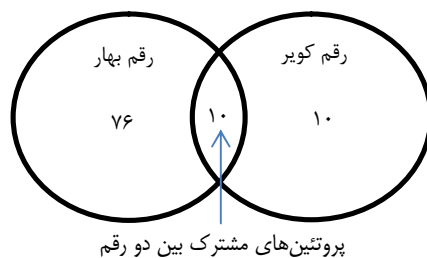 رقم کویر
رقم بهار
۱۰
۱۰
۷۶
پروتئین‌های مشترک بین دو رقم